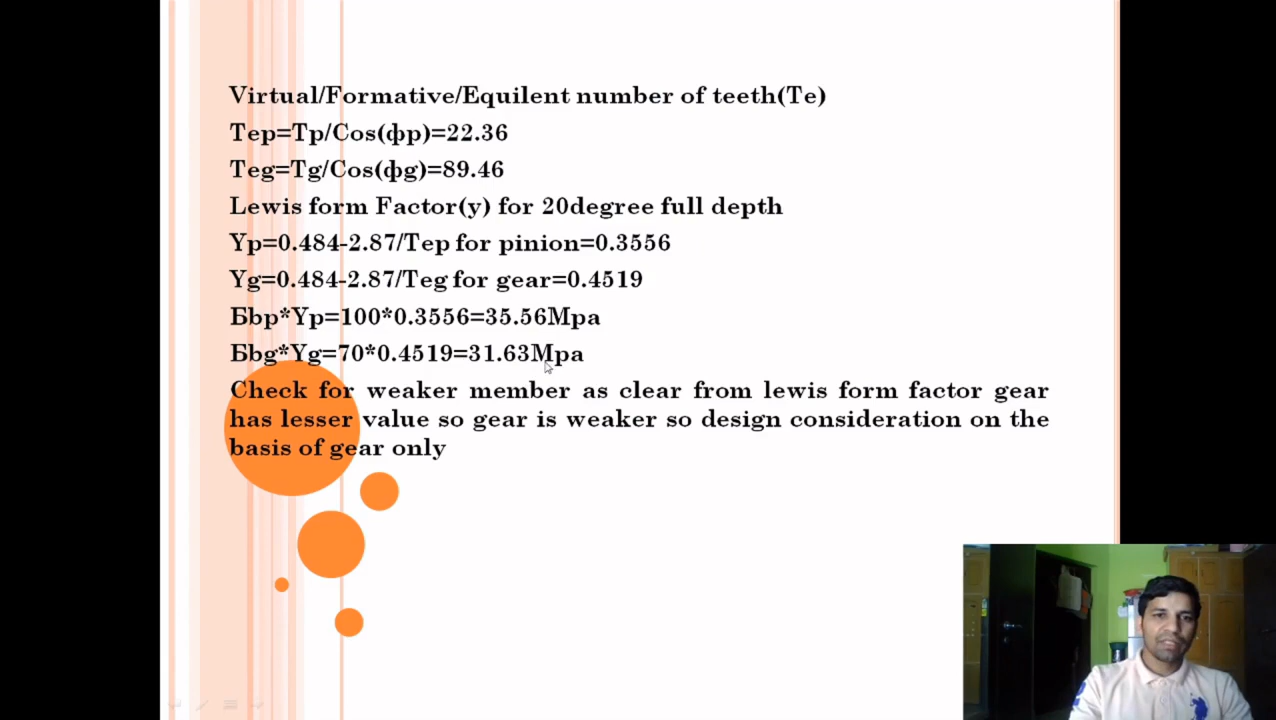 Virtual/Formative/Equilent number of teeth(Te)
Tep=Tp/Cos(фp)=22.36
Teg=Tg/Cos(фg)=89.46
Lewis form Factor(y) for 20degree full depth
Yp=0.484-2.87/Tep for pinion=0.3556
Yg=0.484-2.87/Teg for gear=0.4519
Бbp*Yp=100*0.3556=35.56Mpa
Бbg*Yg=70*0.4519=31.63Mpa
Check for weaker member as clear from lewis form factor gear
has lesser value so gear is weaker so design consideration on the
basis of gear only